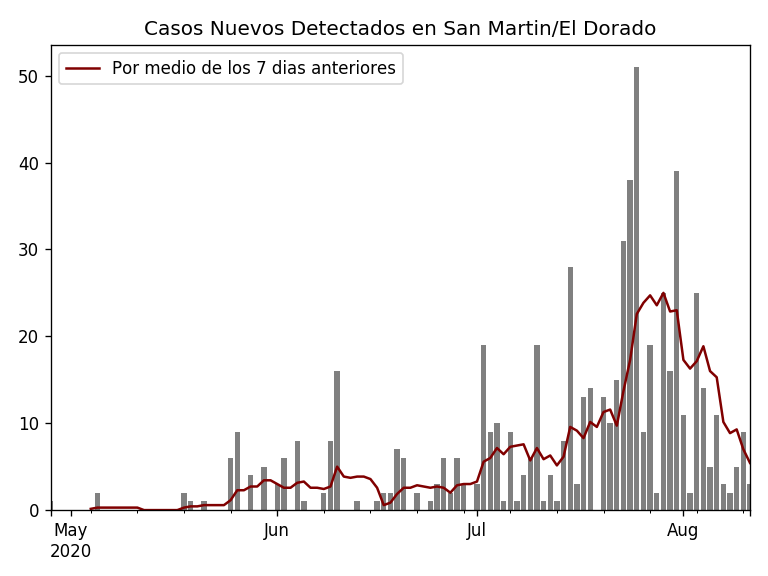 Casos Nuevos Detectados en San Martin/El Dorado
Por medio de los 7 dias anteriores
50
40
30
20
10
0
May
2020
Jun
Jul
Aug